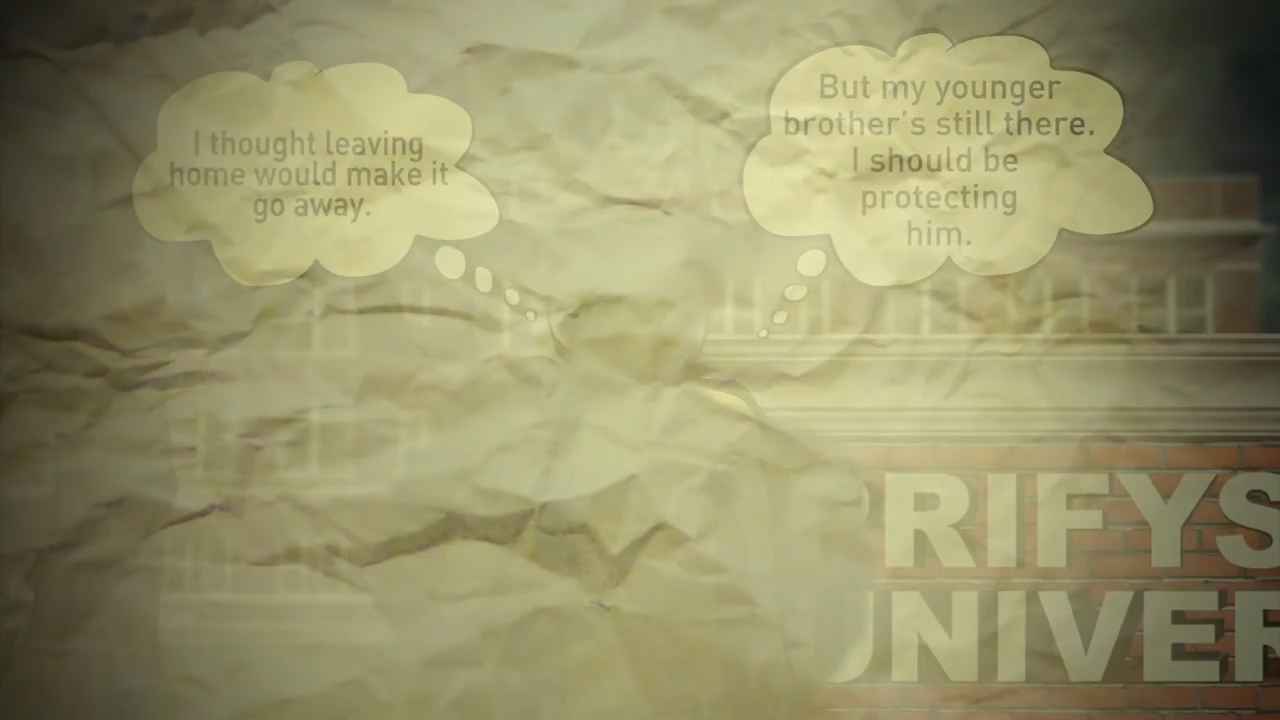 I thought leaving
home would make it
go away.
But my younger
brother's still there.
I should be
protecting
him.
RIFYS
UNIVER